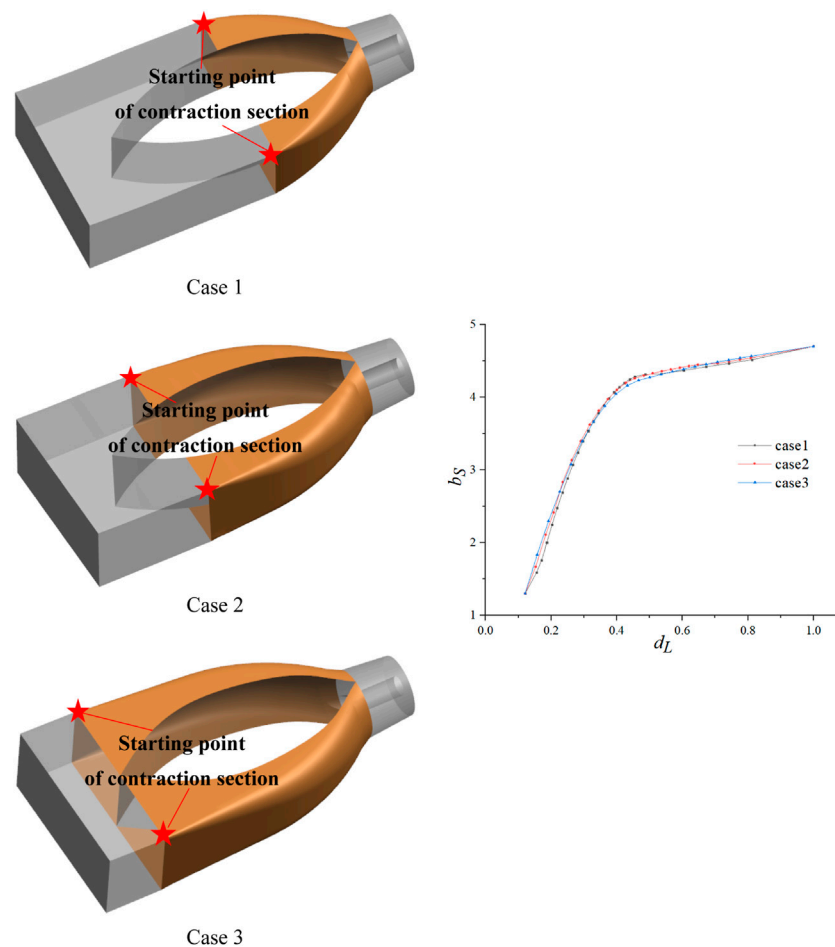 Starting point
of contraction section
Case 1
Starting point
of contraction section
Case 2
Starting point
of contraction section
Case 3
5
4
3
2
1
b_S
0.0 0.2 0.4 0.6 0.8 1.0
d_L
case1
case2
case3